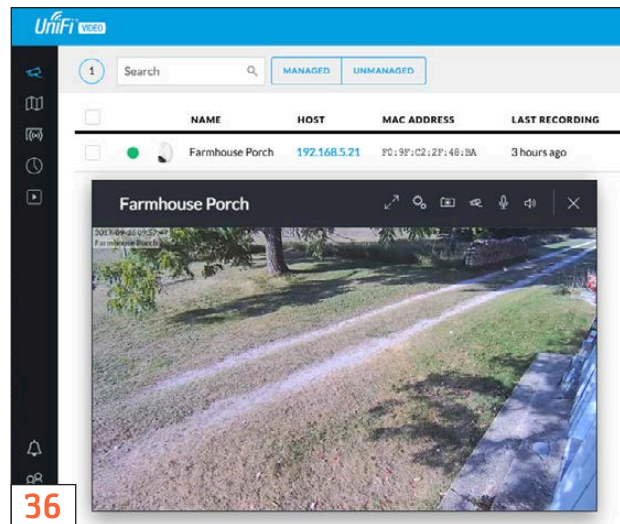 UniFi VIDEO
1 Search MANAGED UNMANAGED
NAME HOST MAC ADDRESS LAST RECORDING
Farmhouse Porch 192.168.5.21 F0:9F:C2:2F:48:BA 3 hours ago
Farmhouse Porch
Farmhouse Porch
36